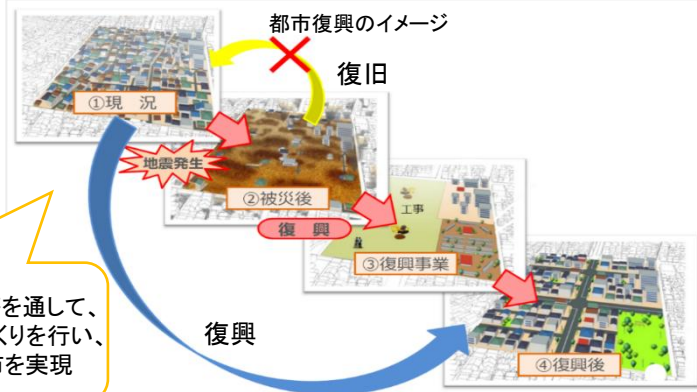 都市復興のイメージ
復旧
①現 況
地震発生
②被災後
復 興
工事
③復興事業
を通して、
くりを行い、
を実現
復興
④復興後